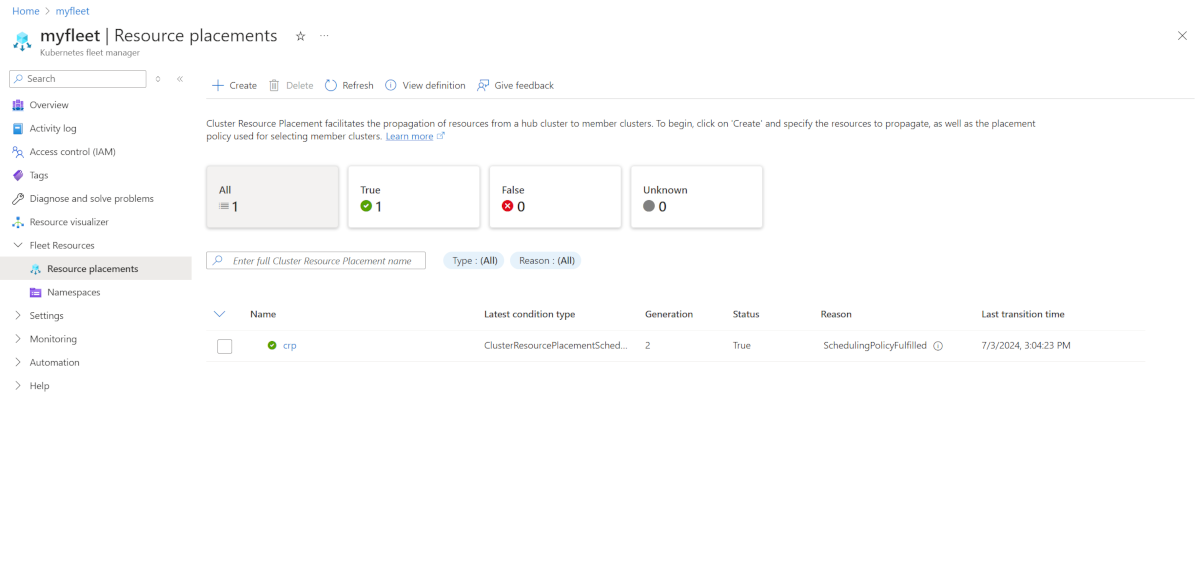 Home > myfleet
myfleet | Resource placements
Kubernetes fleet manager
Search
Overview
Activity log
Access control (IAM)
Tags
Diagnose and solve problems
Resource visualizer
Fleet Resources
Resource placements
Namespaces
Settings
Monitoring
Automation
Help
Create Delete Refresh View definition Give feedback
Cluster Resource Placement facilitates the propagation of resources from a hub cluster to member clusters. To begin, click on 'Create' and specify the resources to propagate, as well as the placement
policy used for selecting member clusters. Learn more
All
1
True
1
False
0
Unknown
0
Enter full Cluster Resource Placement name Type : (All) Reason : (All)
Name Latest condition type Generation Status Reason Last transition time
crp ClusterResourcePlacementSched... 2 True SchedulingPolicyFulfilled 7/3/2024, 3:04:23 PM